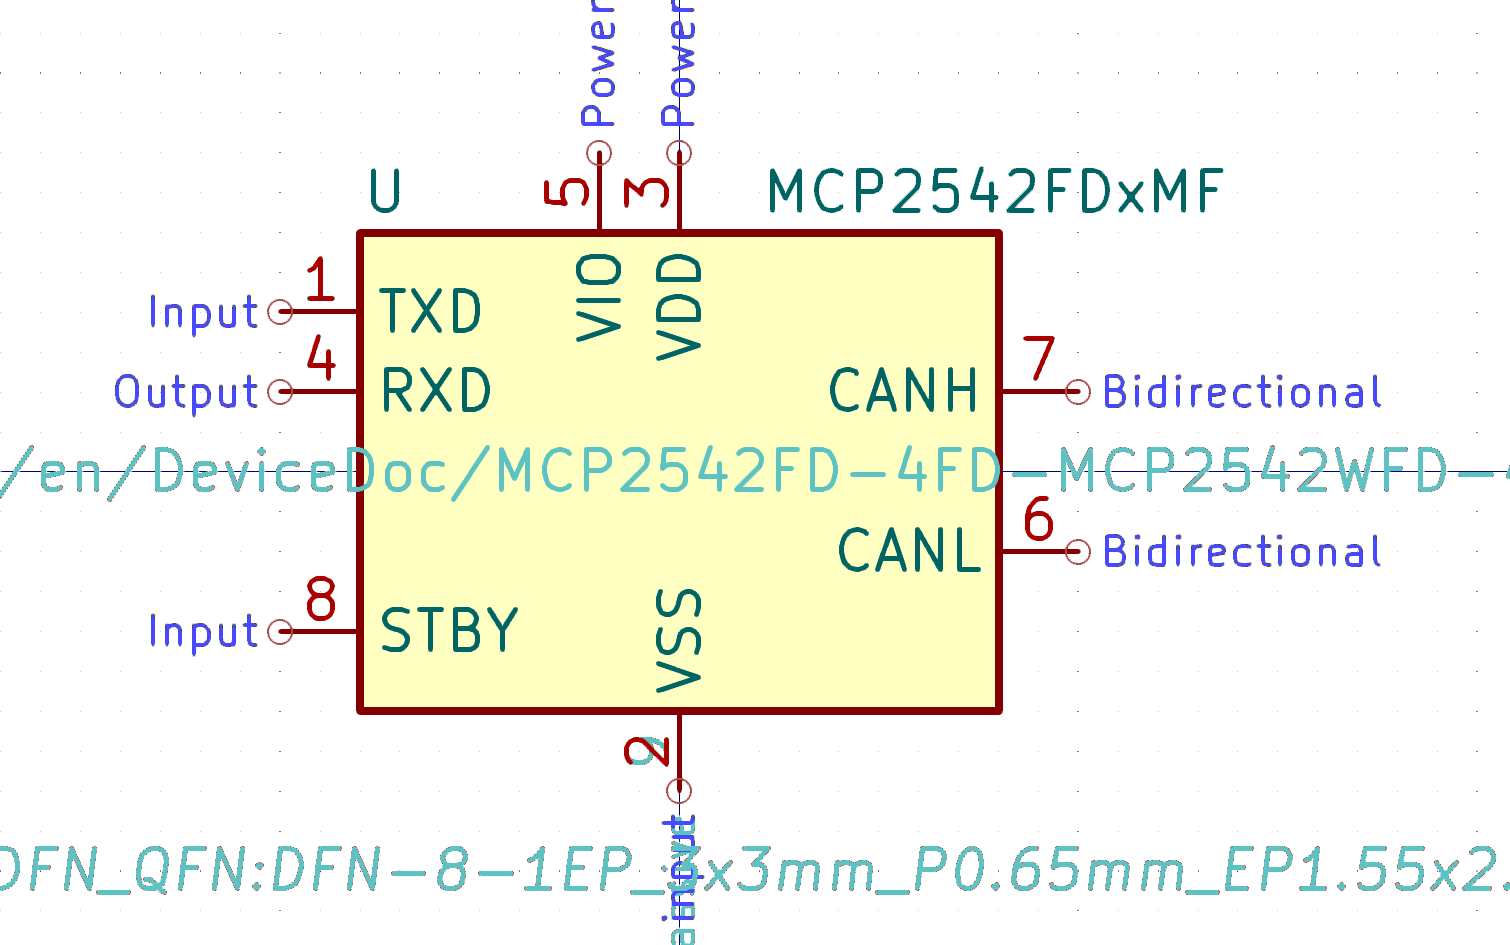 Power
Power
5
3
U
MCP2542FDxMF
VIO
VDD
1
Input
TXD
4
Output
RXD
7
CANH
Bidirectional
/en/DeviceDoc/MCP2542FD-4FD-MCP2542WFD-
6
CANL
Bidirectional
8
Input
STBY
VSS
2
input
DFN_QFN:DFN-8-1EP_3x3mm_P0.65mm_EP1.55x2.